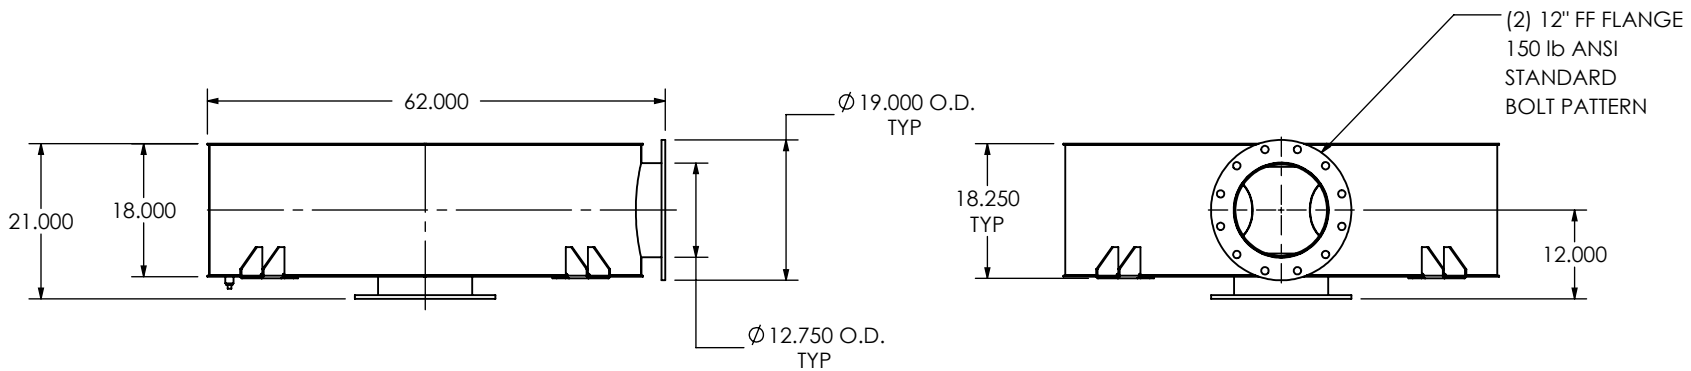 (2) 12" FF FLANGE
150 lb ANSI
STANDARD
BOLT PATTERN
62.000
Ø 19.000 O.D.
TYP
21.000
18.000
18.250
TYP
12.000
Ø 12.750 O.D.
TYP